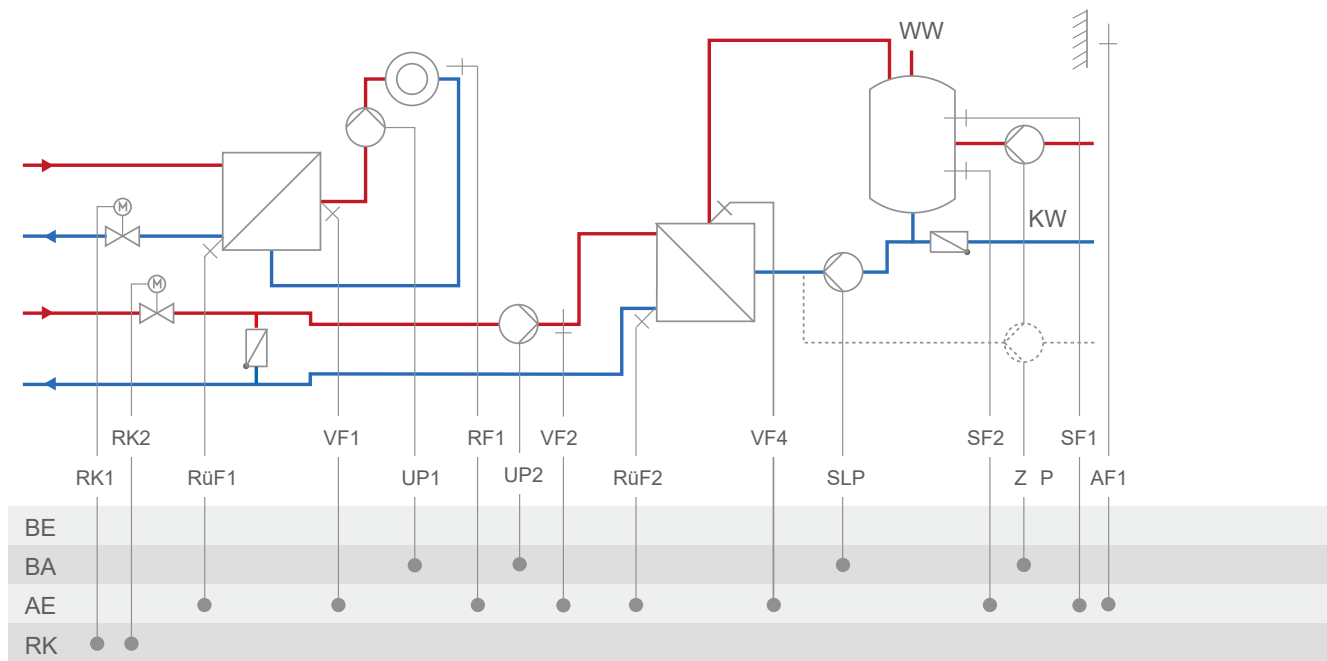 WW
M
KW
M
RK2 VF1 RF1 VF2 VF4 SF2 SF1
RK1 RüF1 UP1 UP2 RüF2 SLP Z P AF1
BE
BA
AE
RK